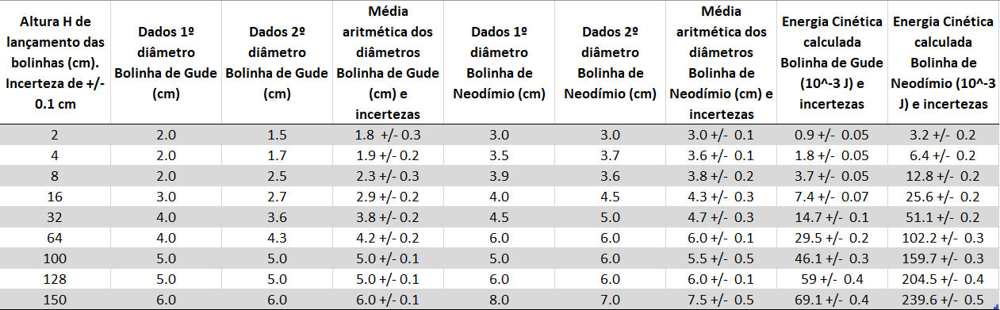 Altura H de lançamento das bolinhas (cm). Incerteza de +/- 0.1 cm | Dados 1º diâmetro Bolinha de Gude (cm) | Dados 2º diâmetro Bolinha de Gude (cm) | Média aritmética dos diâmetros Bolinha de Gude (cm) e incertezas | Dados 1º diâmetro Bolinha de Neodímio (cm) | Dados 2º diâmetro Bolinha de Neodímio (cm) | Média aritmética dos diâmetros Bolinha de Neodímio (cm) e incertezas | Energia Cinética calculada Bolinha de Gude (10^-3 J) e incertezas | Energia Cinética calculada Bolinha de Neodímio (10^-3 J) e incertezas
2 | 2.0 | 1.5 | 1.8 +/- 0.3 | 3.0 | 3.0 | 3.0 +/- 0.1 | 0.9 +/- 0.05 | 3.2 +/- 0.2
4 | 2.0 | 1.7 | 1.9 +/- 0.2 | 3.5 | 3.7 | 3.6 +/- 0.1 | 1.8 +/- 0.05 | 6.4 +/- 0.2
8 | 2.0 | 2.5 | 2.3 +/- 0.3 | 3.9 | 3.6 | 3.8 +/- 0.2 | 3.7 +/- 0.05 | 12.8 +/- 0.2
16 | 3.0 | 2.7 | 2.9 +/- 0.2 | 4.0 | 4.5 | 4.3 +/- 0.3 | 7.4 +/- 0.07 | 25.6 +/- 0.2
32 | 4.0 | 3.6 | 3.8 +/- 0.2 | 4.5 | 5.0 | 4.7 +/- 0.3 | 14.7 +/- 0.1 | 51.1 +/- 0.2
64 | 4.0 | 4.3 | 4.2 +/- 0.2 | 6.0 | 6.0 | 6.0 +/- 0.1 | 29.5 +/- 0.2 | 102.2 +/- 0.3
100 | 5.0 | 5.0 | 5.0 +/- 0.1 | 5.0 | 6.0 | 5.5 +/- 0.5 | 46.1 +/- 0.3 | 159.7 +/- 0.3
128 | 5.0 | 5.0 | 5.0 +/- 0.1 | 6.0 | 6.0 | 6.0 +/- 0.1 | 59 +/- 0.4 | 204.5 +/- 0.4
150 | 6.0 | 6.0 | 6.0 +/- 0.1 | 8.0 | 7.0 | 7.5 +/- 0.5 | 69.1 +/- 0.4 | 239.6 +/- 0.5